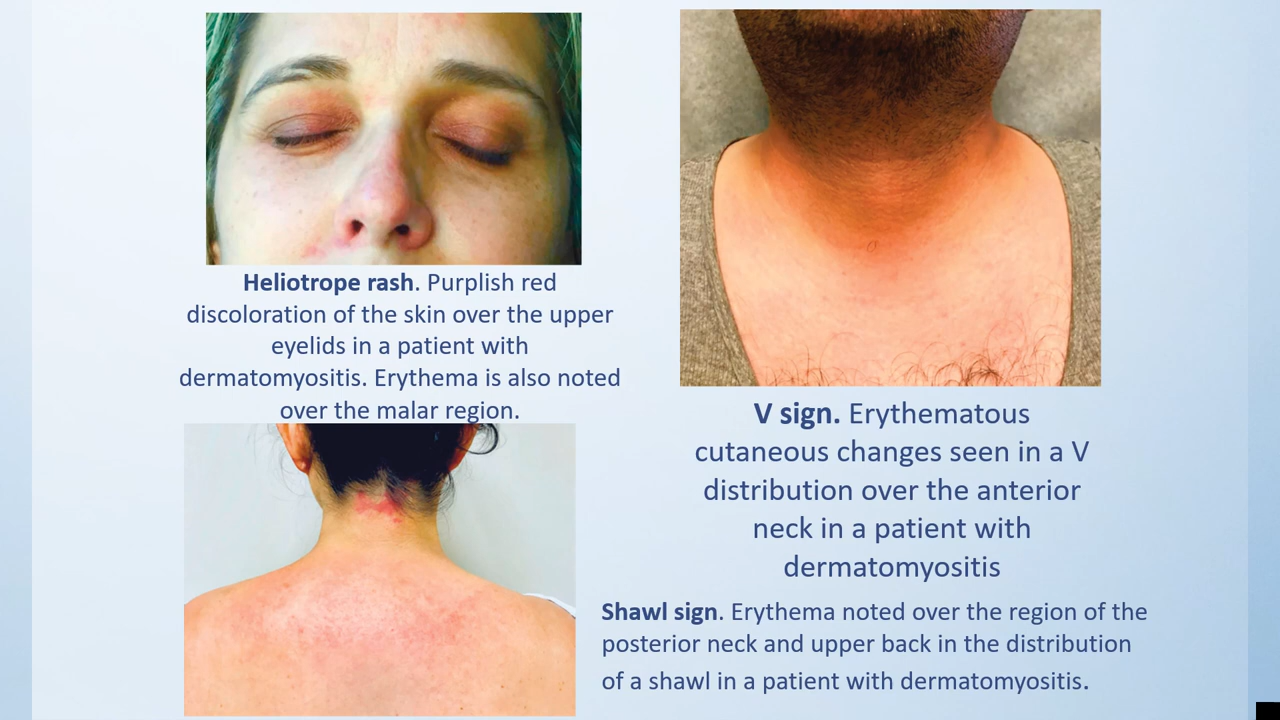 Heliotrope rash. Purplish red
discoloration of the skin over the upper
eyelids in a patient with
dermatomyositis. Erythema is also noted
over the malar region.
V sign. Erythematous
cutaneous changes seen in a V
distribution over the anterior
neck in a patient with
dermatomyositis
Shawl sign. Erythema noted over the region of the
posterior neck and upper back in the distribution
of a shawl in a patient with dermatomyositis.